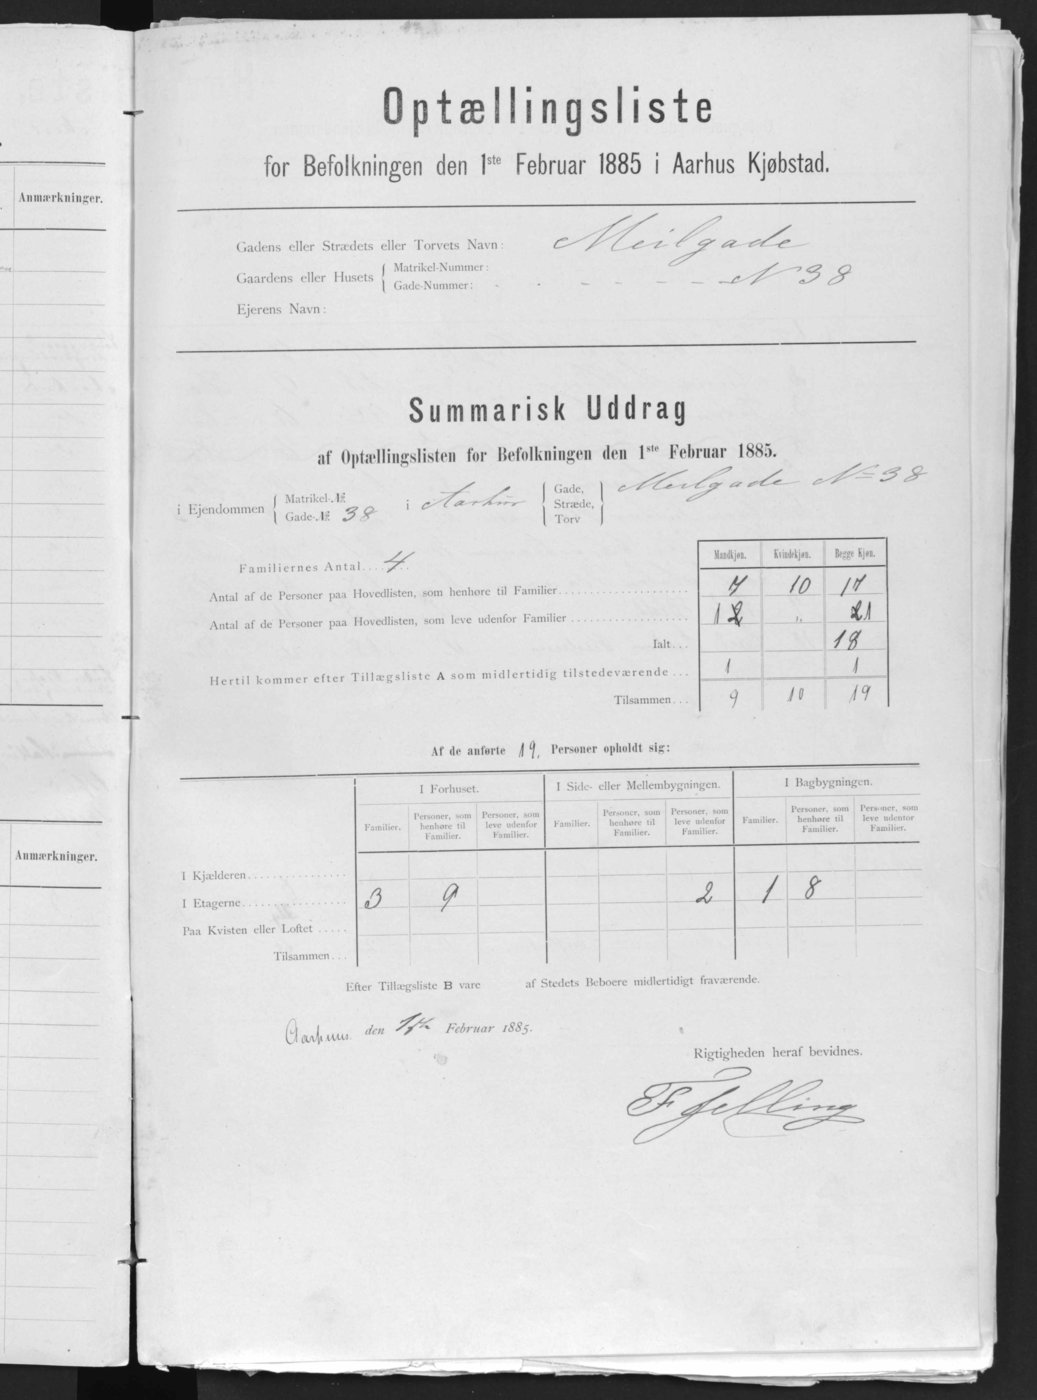 Anmærkninger.
Anmærkninger.
Optællingsliste
for Befolkningen den 1ste Februar 1885 i Aarhus Kjøbstad.
Gadens eller Strædets eller Torvets Navn: Meilgade
Gaardens eller Husets { Matrikel-Nummer:
Gade-Nummer: N 38
Ejerens Navn:
Summarisk Uddrag
af Optællingslisten for Befolkningen den 1ste Februar 1885.
i Ejendommen { Matrikel-№
Gade-№ 38 i Aarhus { Gade, Stræde, Torv } Meilgade No 38
Mandkjøn. Kvindekjøn. Begge Kjøn.
Familiernes Antal 4
Antal af de Personer paa Hovedlisten, som henhøre til Familier 7 10 17
Antal af de Personer paa Hovedlisten, som leve udenfor Familier 12 „ 21
Ialt 18
Hertil kommer efter Tillægsliste A som midlertidig tilstedeværende 1 1
Tilsammen 9 10 19
Af de anførte 19, Personer opholdt sig:
I Forhuset. I Side- eller Mellembygningen. I Bagbygningen.
Familier. Personer, som henhøre til Familier. Personer, som leve udenfor Familier. Familier. Personer, som henhøre til Familier. Personer, som leve udenfor Familier. Familier. Personer, som henhøre til Familier. Personer, som leve udenfor Familier.
I Kjælderen
I Etagerne 3 9 2 1 8
Paa Kvisten eller Loftet
Tilsammen
Efter Tillægsliste B vare af Stedets Beboere midlertidigt fraværende.
Aarhuus den Februar 1885.
Rigtigheden heraf bevidnes.
F Jelling